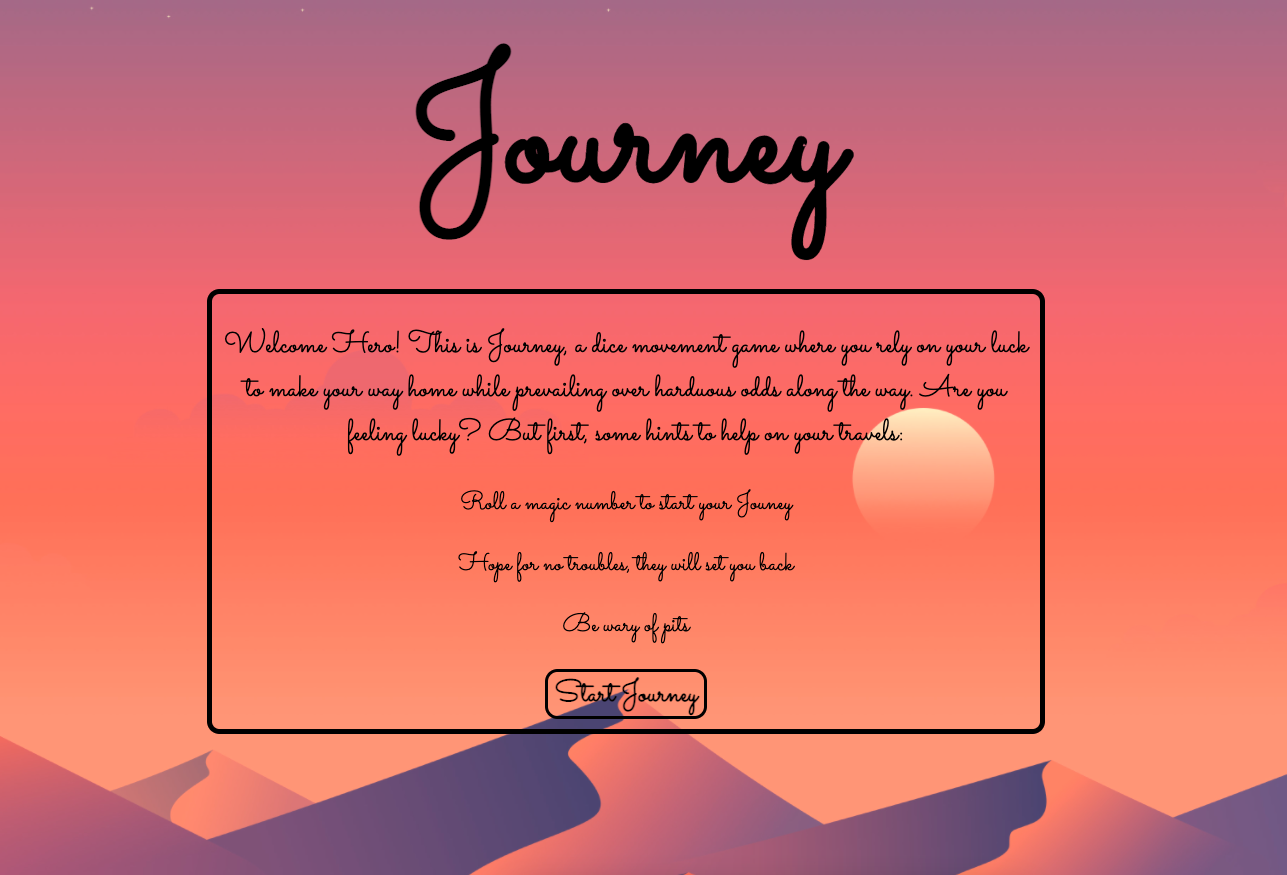 Journey
Welcome Hero! This is Journey, a dice movement game where you rely on your luck
to make your way home while prevailing over harduous odds along the way. Are you
feeling lucky? But first, some hints to help on your travels:
Roll a magic number to start your Jouney
Hope for no troubles, they will set you back
Be wary of pits
Start Journey